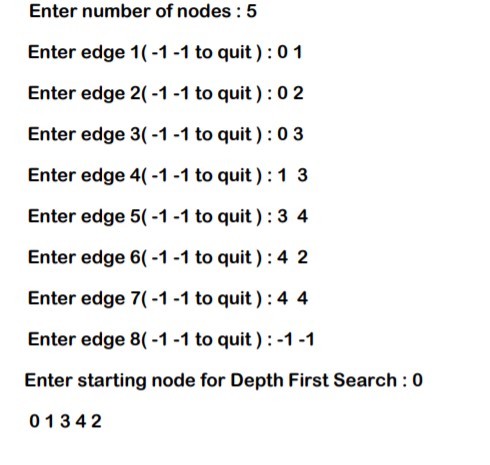 Enter number of nodes : 5
Enter edge 1( -1 -1 to quit ) : 0 1
Enter edge 2( -1 -1 to quit ) : 0 2
Enter edge 3( -1 -1 to quit ) : 0 3
Enter edge 4( -1 -1 to quit ) : 1 3
Enter edge 5( -1 -1 to quit ) : 3 4
Enter edge 6( -1 -1 to quit ) : 4 2
Enter edge 7( -1 -1 to quit ) : 4 4
Enter edge 8( -1 -1 to quit ) : -1 -1
Enter starting node for Depth First Search : 0
0 1 3 4 2